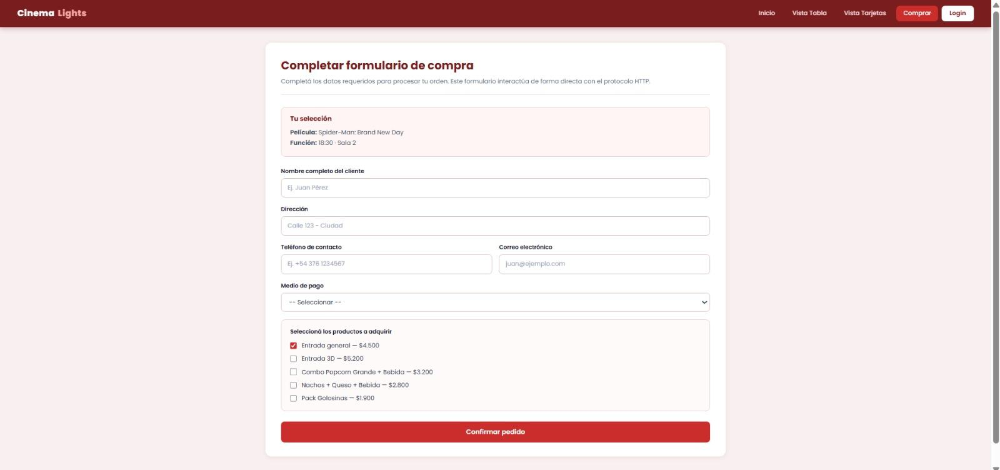 Cinema Lights
Inicio
Vista Tabla
Vista Tarjetas
Comprar
Login
Completar formulario de compra
Completá los datos requeridos para procesar tu orden. Este formulario interactúa de forma directa con el protocolo HTTP.
Tu selección
Película: Spider-Man: Brand New Day
Función: 18:30 · Sala 2
Nombre completo del cliente
Ej. Juan Pérez
Dirección
Calle 123 - Ciudad
Teléfono de contacto
Correo electrónico
Ej. +54 376 1234567
juan@ejemplo.com
Medio de pago
-- Seleccionar --
Seleccioná los productos a adquirir
Entrada general — $4.500
Entrada 3D — $5.200
Combo Popcorn Grande + Bebida — $3.200
Nachos + Queso + Bebida — $2.800
Pack Golosinas — $1.900
Confirmar pedido